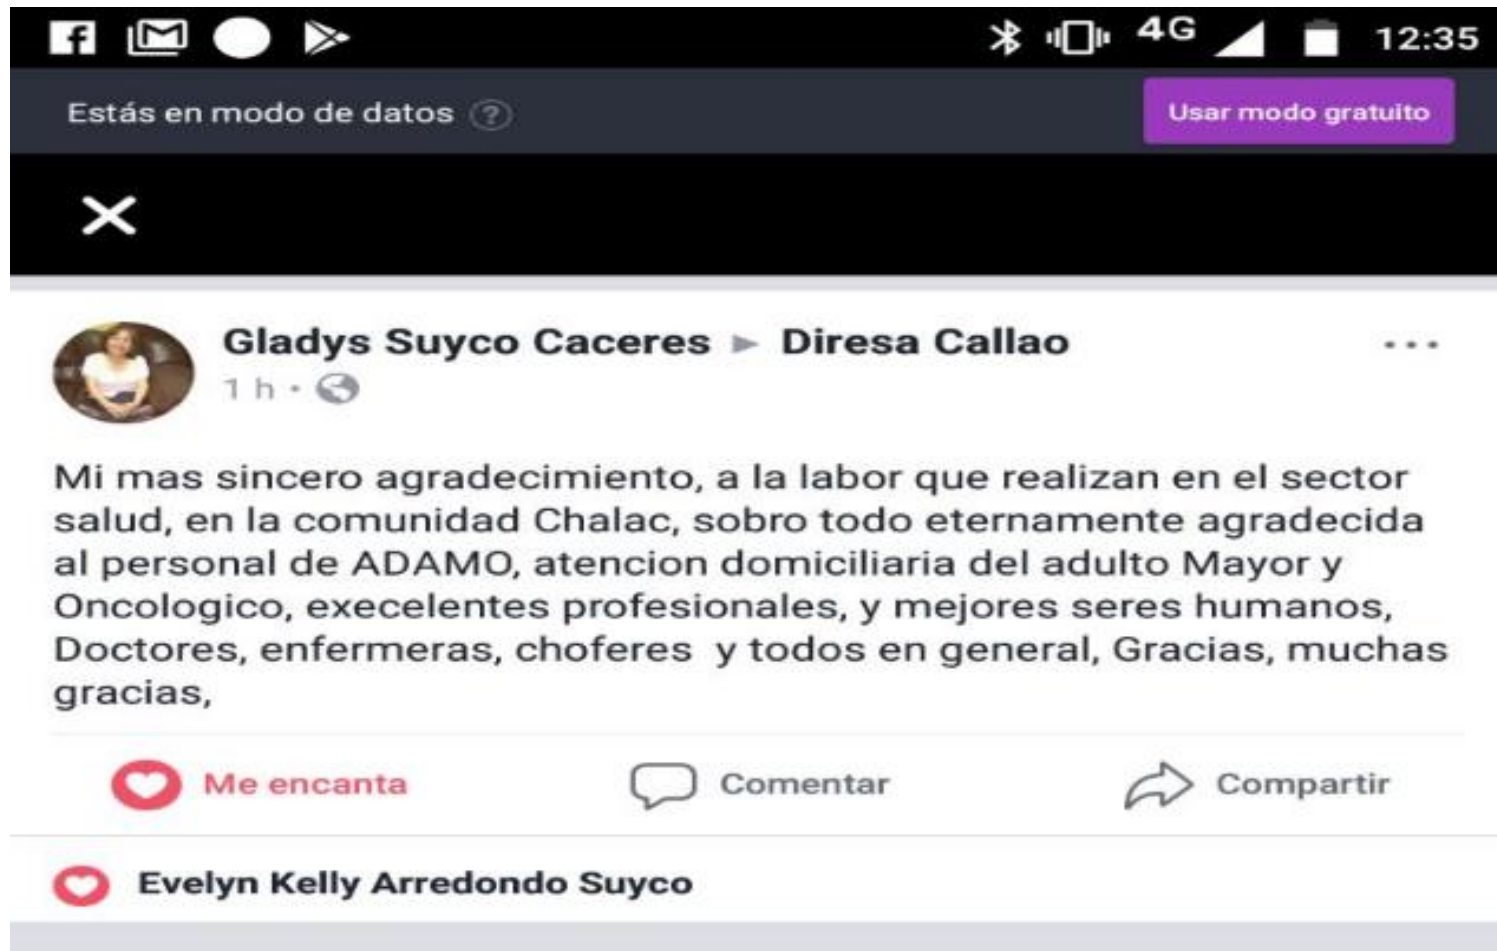 4G 12:35
Estás en modo de datos ? Usar modo gratuito
Gladys Suyco Caceres ► Diresa Callao
1 h ·
Mi mas sincero agradecimiento, a la labor que realizan en el sector
salud, en la comunidad Chalac, sobro todo eternamente agradecida
al personal de ADAMO, atencion domiciliaria del adulto Mayor y
Oncologico, execelentes profesionales, y mejores seres humanos,
Doctores, enfermeras, choferes y todos en general, Gracias, muchas
gracias,
Me encanta Comentar Compartir
Evelyn Kelly Arredondo Suyco